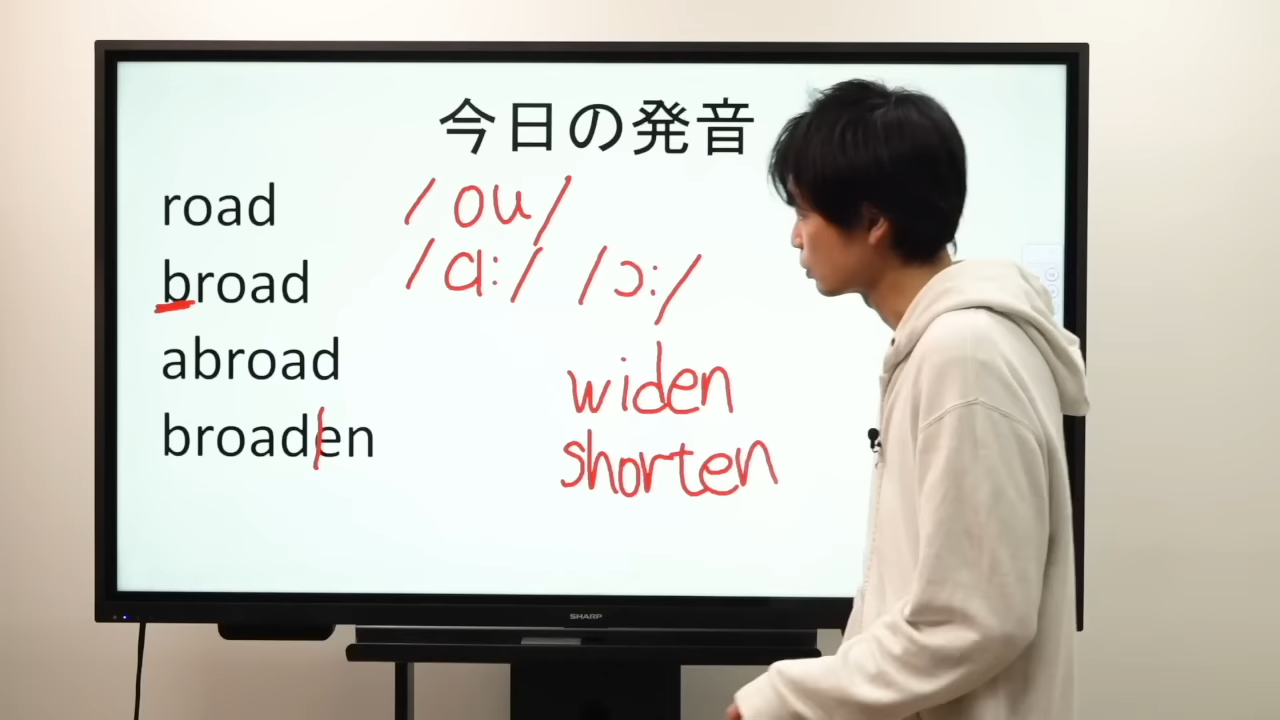 今日の発音
road /ou/
broad /ɑ:/ /ɔ:/
abroad
broaden
widen
shorten
SHARP